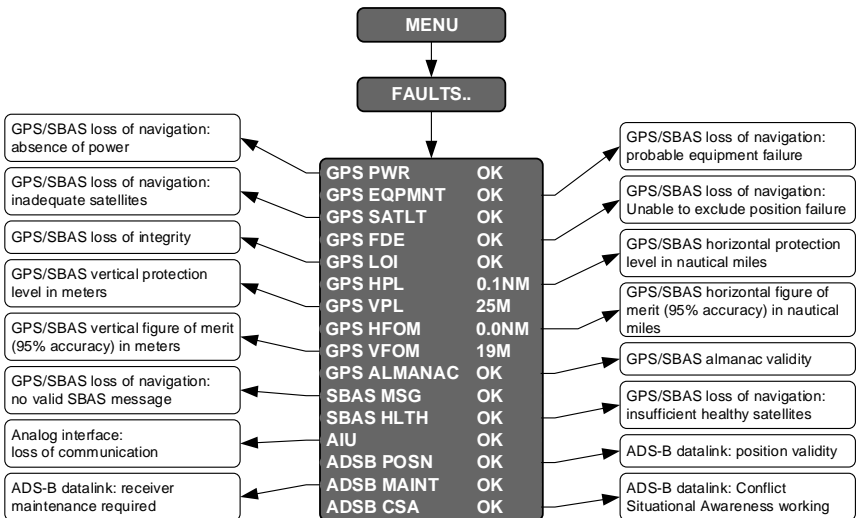 MENU
FAULTS..
GPS/SBAS loss of navigation:
absence of power
GPS/SBAS loss of navigation:
inadequate satellites
GPS/SBAS loss of integrity
GPS/SBAS vertical protection
level in meters
GPS/SBAS vertical figure of merit
(95% accuracy) in meters
GPS/SBAS loss of navigation:
no valid SBAS message
Analog interface:
loss of communication
ADS-B datalink: receiver
maintenance required
GPS PWR OK
GPS EQPMNT OK
GPS SATLT OK
GPS FDE OK
GPS LOI OK
GPS HPL 0.1NM
GPS VPL 25M
GPS HFOM 0.0NM
GPS VFOM 19M
GPS ALMANAC OK
SBAS MSG OK
SBAS HLTH OK
AIU OK
ADSB POSN OK
ADSB MAINT OK
ADSB CSA OK
GPS/SBAS loss of navigation:
probable equipment failure
GPS/SBAS loss of navigation:
Unable to exclude position failure
GPS/SBAS horizontal protection
level in nautical miles
GPS/SBAS horizontal figure of
merit (95% accuracy) in nautical
miles
GPS/SBAS almanac validity
GPS/SBAS loss of navigation:
insufficient healthy satellites
ADS-B datalink: position validity
ADS-B datalink: Conflict
Situational Awareness working